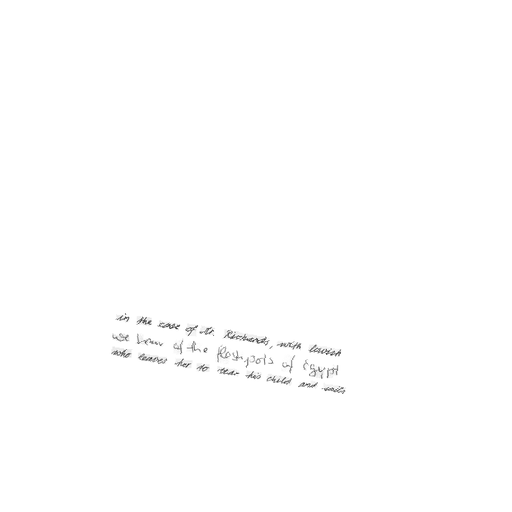 in the case of Mr. Richards, with lavish
we know of the fleshpots of Egypt
who leaves her to tear his child and